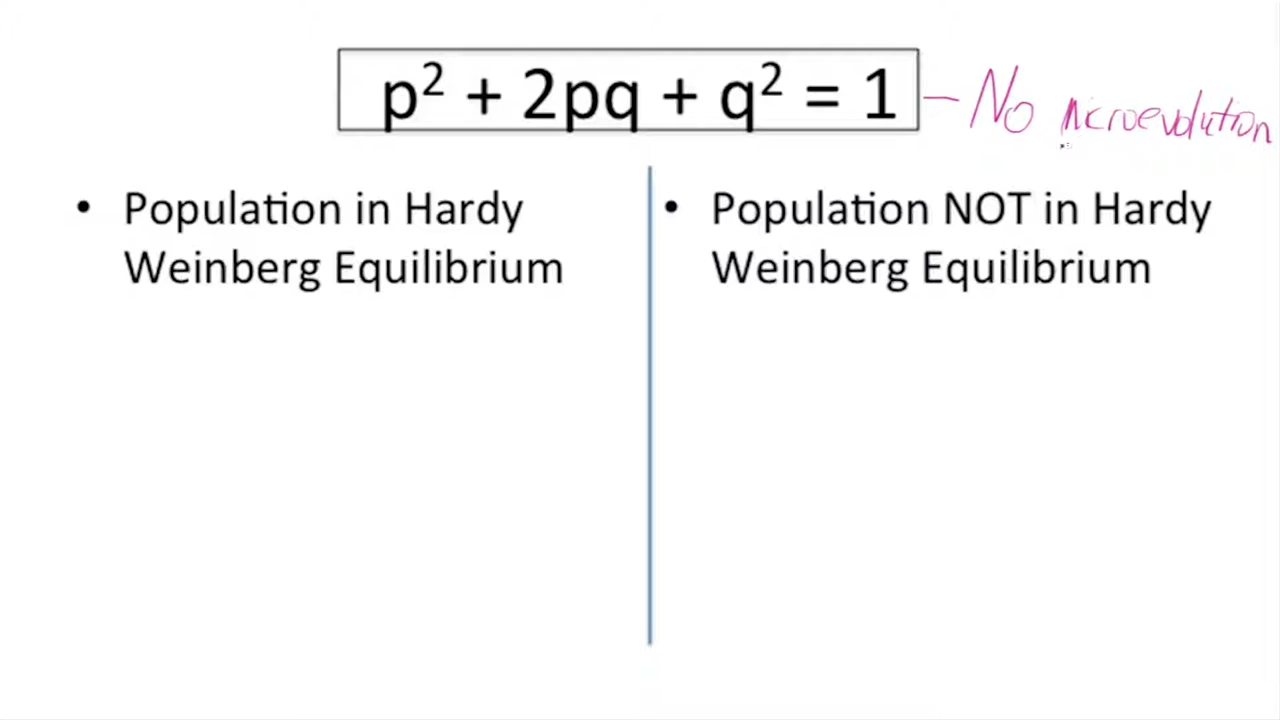 p² + 2pq + q² = 1 – No microevolution
• Population in Hardy
Weinberg Equilibrium
• Population NOT in Hardy
Weinberg Equilibrium